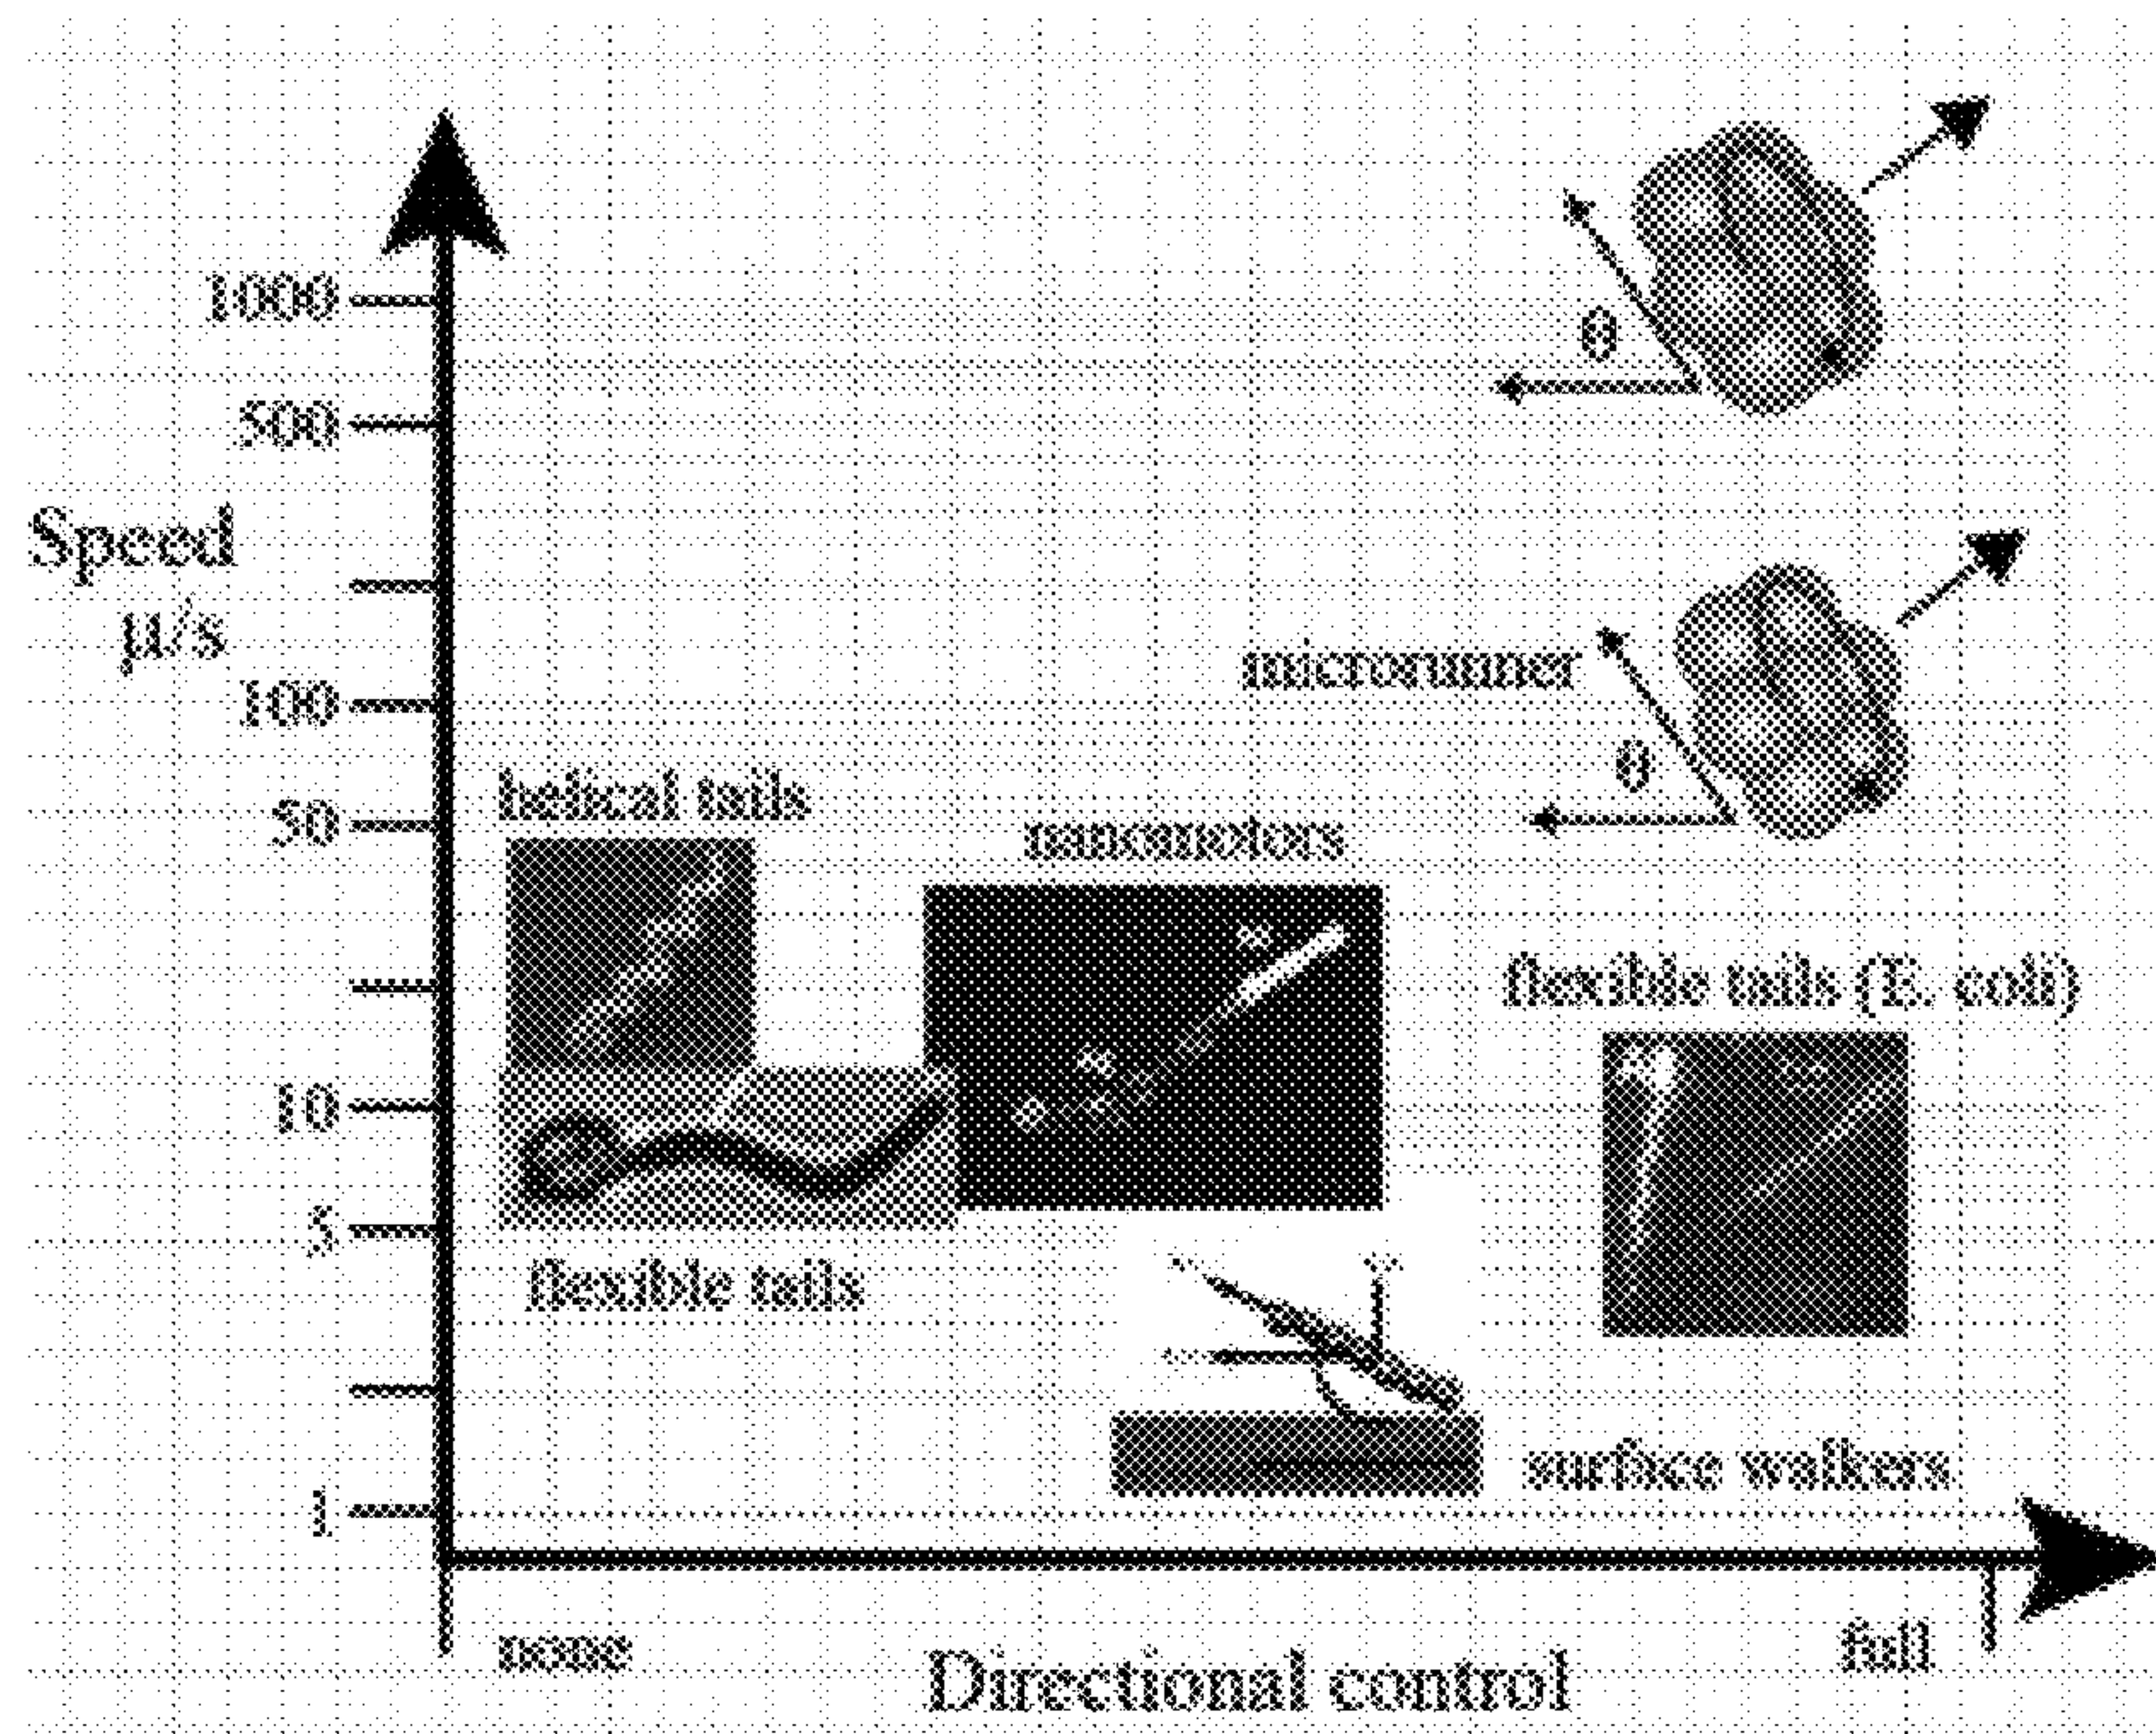 1000
500
Speed
μ/s
microrunner
θ
θ
100
helical tails
50
nanomotors
flexible tails (E. coli)
10
5
flexible tails
surface walkers
1
none
full
Directional control